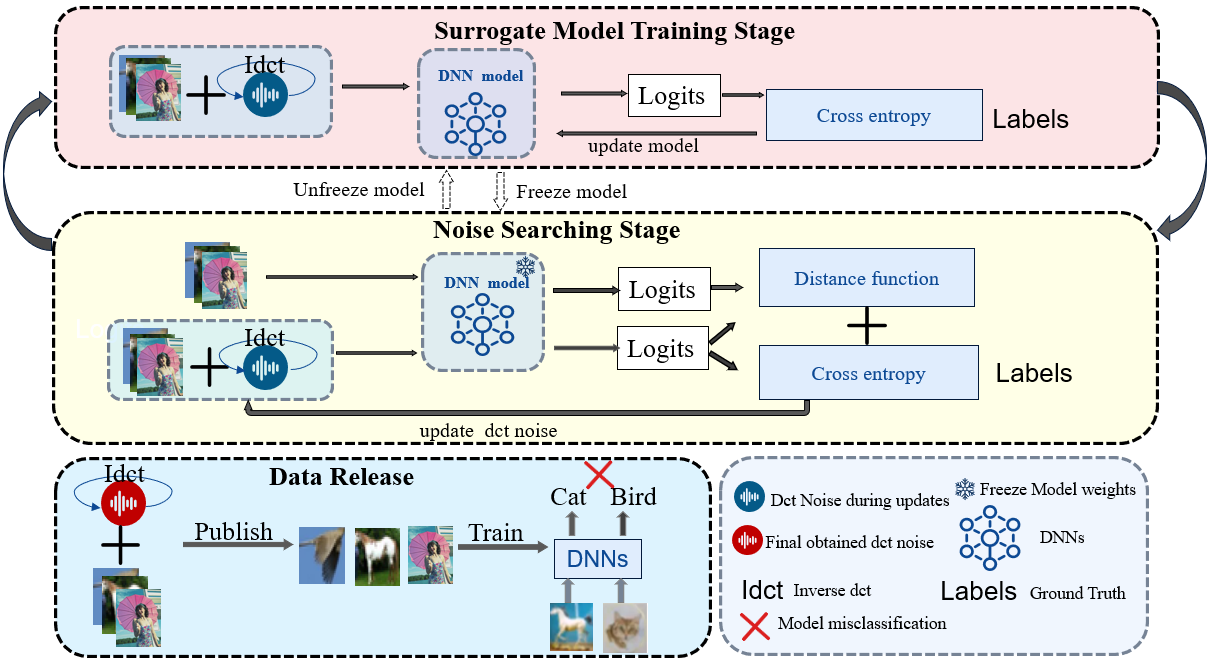 Surrogate Model Training Stage
Idct
DNN model
Logits
Cross entropy
Labels
update model
Unfreeze model
Freeze model
Noise Searching Stage
DNN model
Logits
Distance function
Idct
Logits
Cross entropy
Labels
update dct noise
Data Release
Idct
Cat
Bird
Publish
Train
DNNs
Dct Noise during updates
Freeze Model weights
Final obtained dct noise
DNNs
Idct
Inverse dct
Labels
Ground Truth
Model misclassification